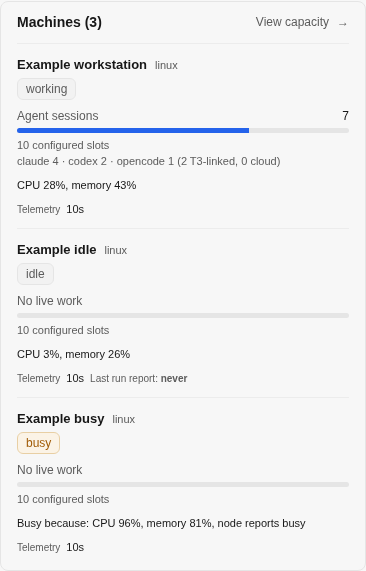 Machines (3) View capacity →
Example workstation linux
working
Agent sessions 7
10 configured slots
claude 4 · codex 2 · opencode 1 (2 T3-linked, 0 cloud)
CPU 28%, memory 43%
Telemetry 10s
Example idle linux
idle
No live work
10 configured slots
CPU 3%, memory 26%
Telemetry 10s Last run report: never
Example busy linux
busy
No live work
10 configured slots
Busy because: CPU 96%, memory 81%, node reports busy
Telemetry 10s